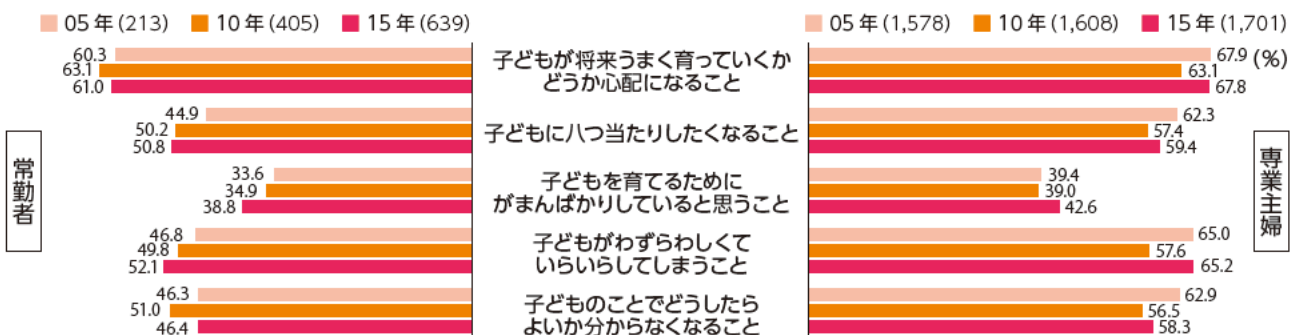 05年(213) 10年(405) 15年(639)
05年(1,578) 10年(1,608) 15年(1,701)
(%)
常勤者
専業主婦
60.3
63.1
61.0
子どもが将来うまく育っていくか
どうか心配になること
67.9
63.1
67.8
44.9
50.2
50.8
子どもに八つ当たりしたくなること
62.3
57.4
59.4
33.6
34.9
38.8
子どもを育てるために
がまんばかりしていると思うこと
39.4
39.0
42.6
46.8
49.8
52.1
子どもがわずらわしくて
いらいらしてしまうこと
65.0
57.6
65.2
46.3
51.0
46.4
子どものことでどうしたら
よいか分からなくなること
62.9
56.5
58.3